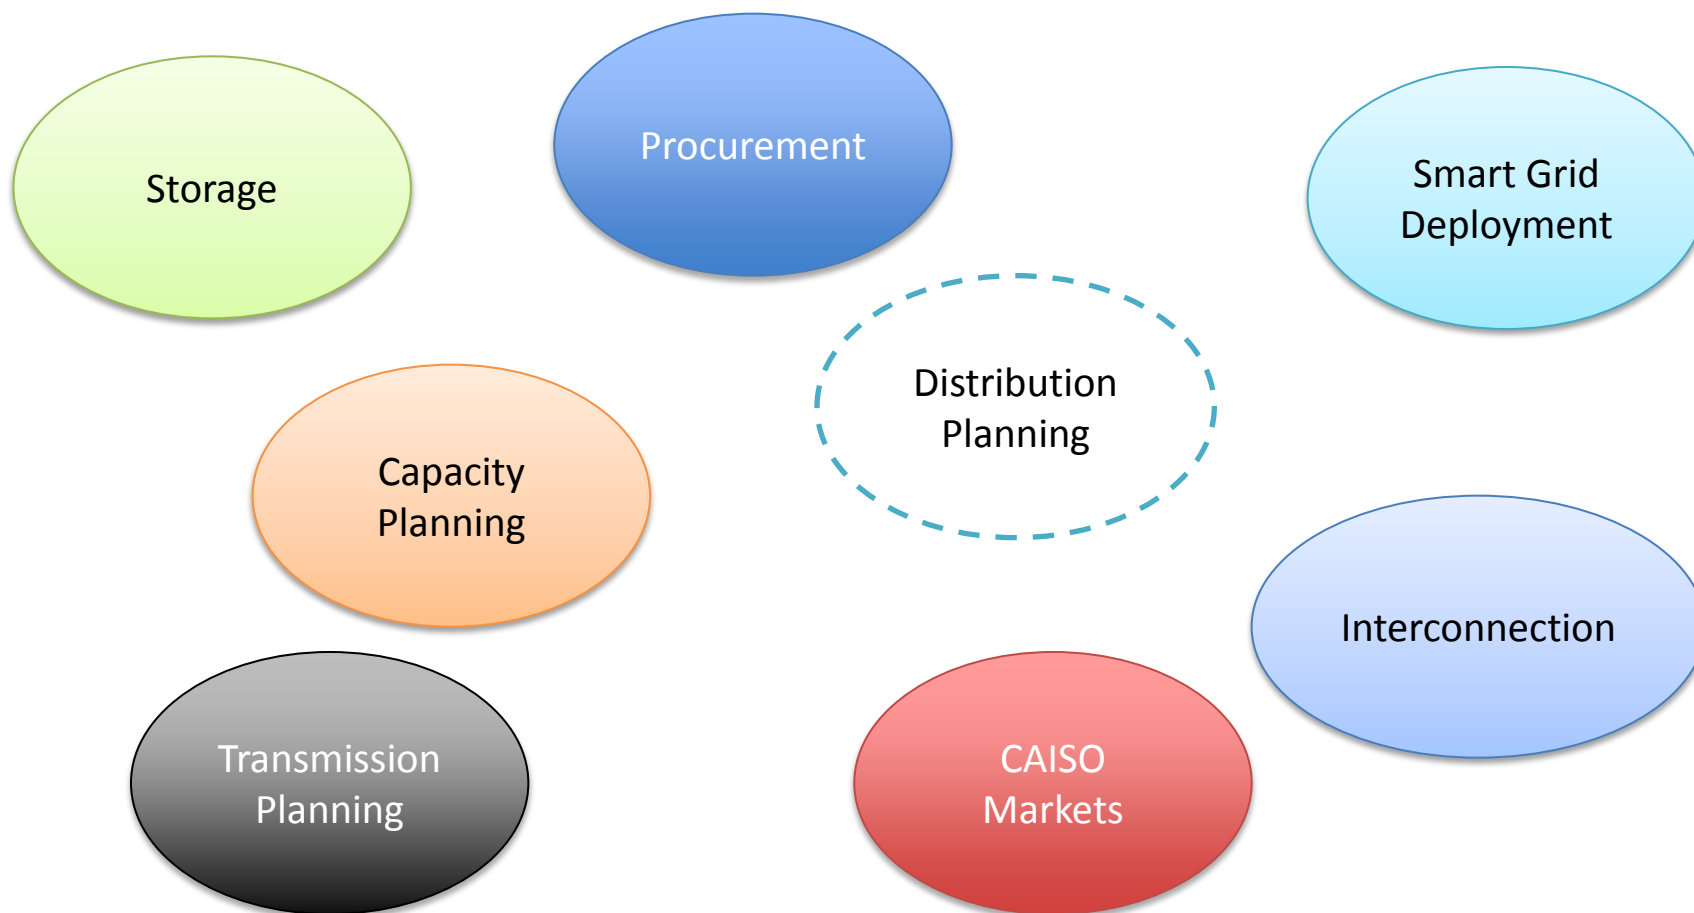 Storage
Procurement
Smart Grid
Deployment
Distribution
Planning
Capacity
Planning
Interconnection
Transmission
Planning
CAISO
Markets